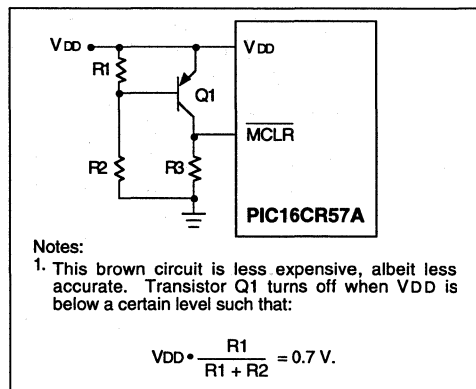 VDD
R1
VDD
Q1
MCLR
R2
R3
PIC16CR57A
Notes:
1. This brown circuit is less expensive, albeit less
accurate. Transistor Q1 turns off when VDD is
below a certain level such that:
VDD • R1 / (R1 + R2) = 0.7 V.